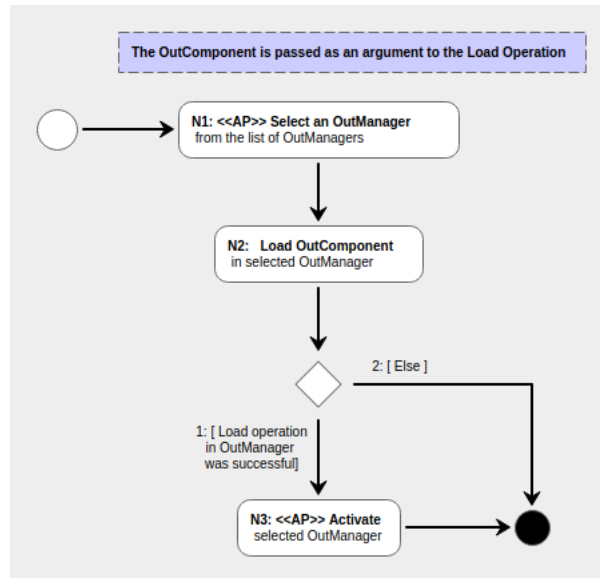 The OutComponent is passed as an argument to the Load Operation
N1: <<AP>> Select an OutManager
from the list of OutManagers
N2: Load OutComponent
in selected OutManager
2: [ Else ]
1: [ Load operation
in OutManager
was successful]
N3: <<AP>> Activate
selected OutManager